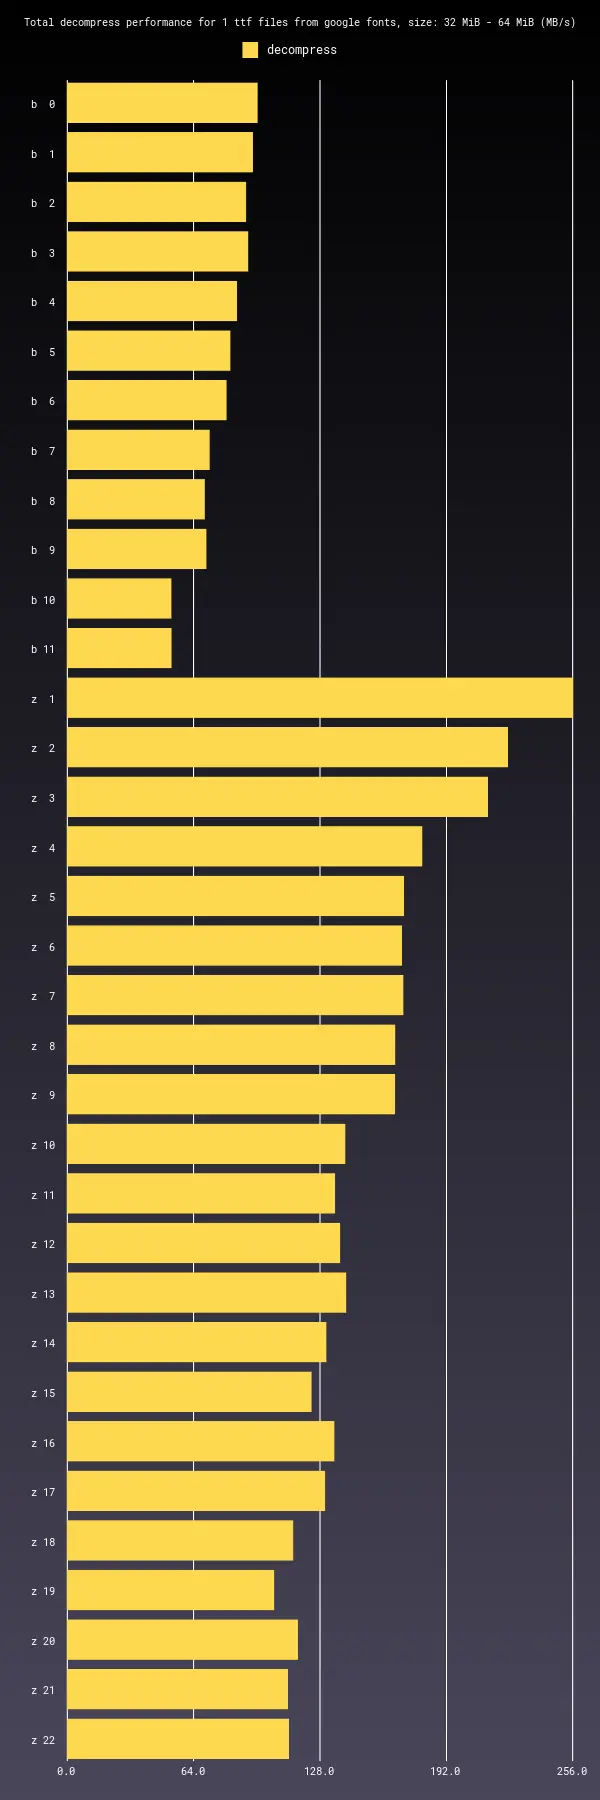 Total decompress performance for 1 ttf files from google fonts, size: 32 MiB - 64 MiB (MB/s)
decompress
b 0
b 1
b 2
b 3
b 4
b 5
b 6
b 7
b 8
b 9
b 10
b 11
z 1
z 2
z 3
z 4
z 5
z 6
z 7
z 8
z 9
z 10
z 11
z 12
z 13
z 14
z 15
z 16
z 17
z 18
z 19
z 20
z 21
z 22
0.0 64.0 128.0 192.0 256.0